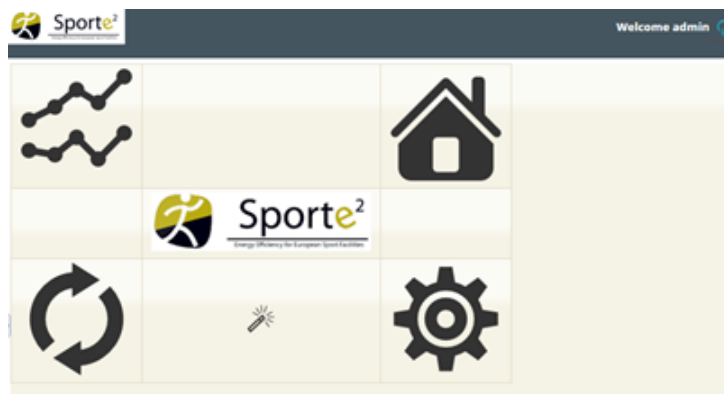 Sporte²
Welcome admin
Sporte²
Energy Efficiency for European Sport Facilities